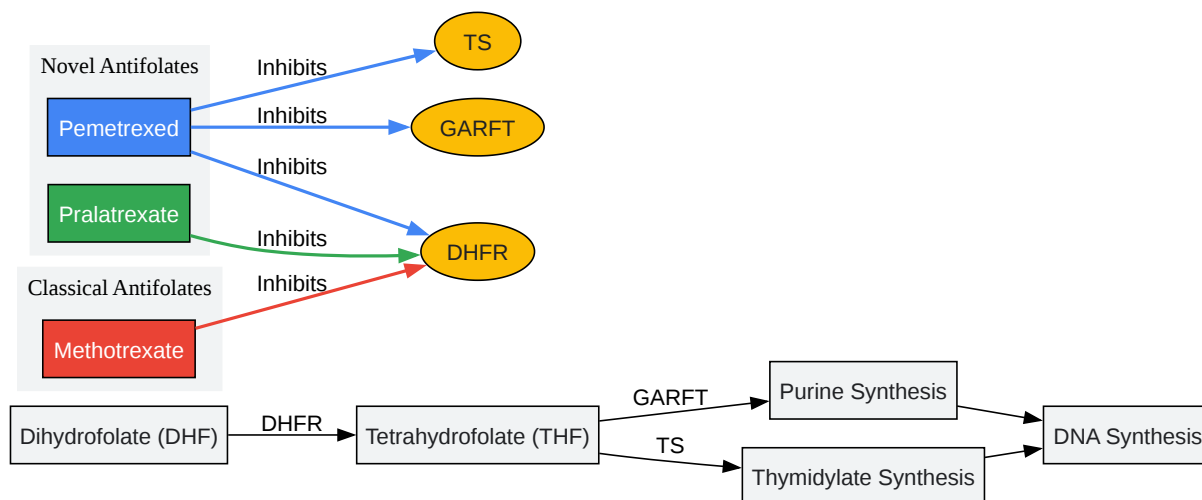 TS
Novel Antifolates
Inhibits
Pemetrexed
Inhibits
GARFT
Inhibits
Pralatrexate
Inhibits
DHFR
Classical Antifolates
Inhibits
Methotrexate
Purine Synthesis
GARFT
Dihydrofolate (DHF)
DHFR
Tetrahydrofolate (THF)
TS
DNA Synthesis
Thymidylate Synthesis